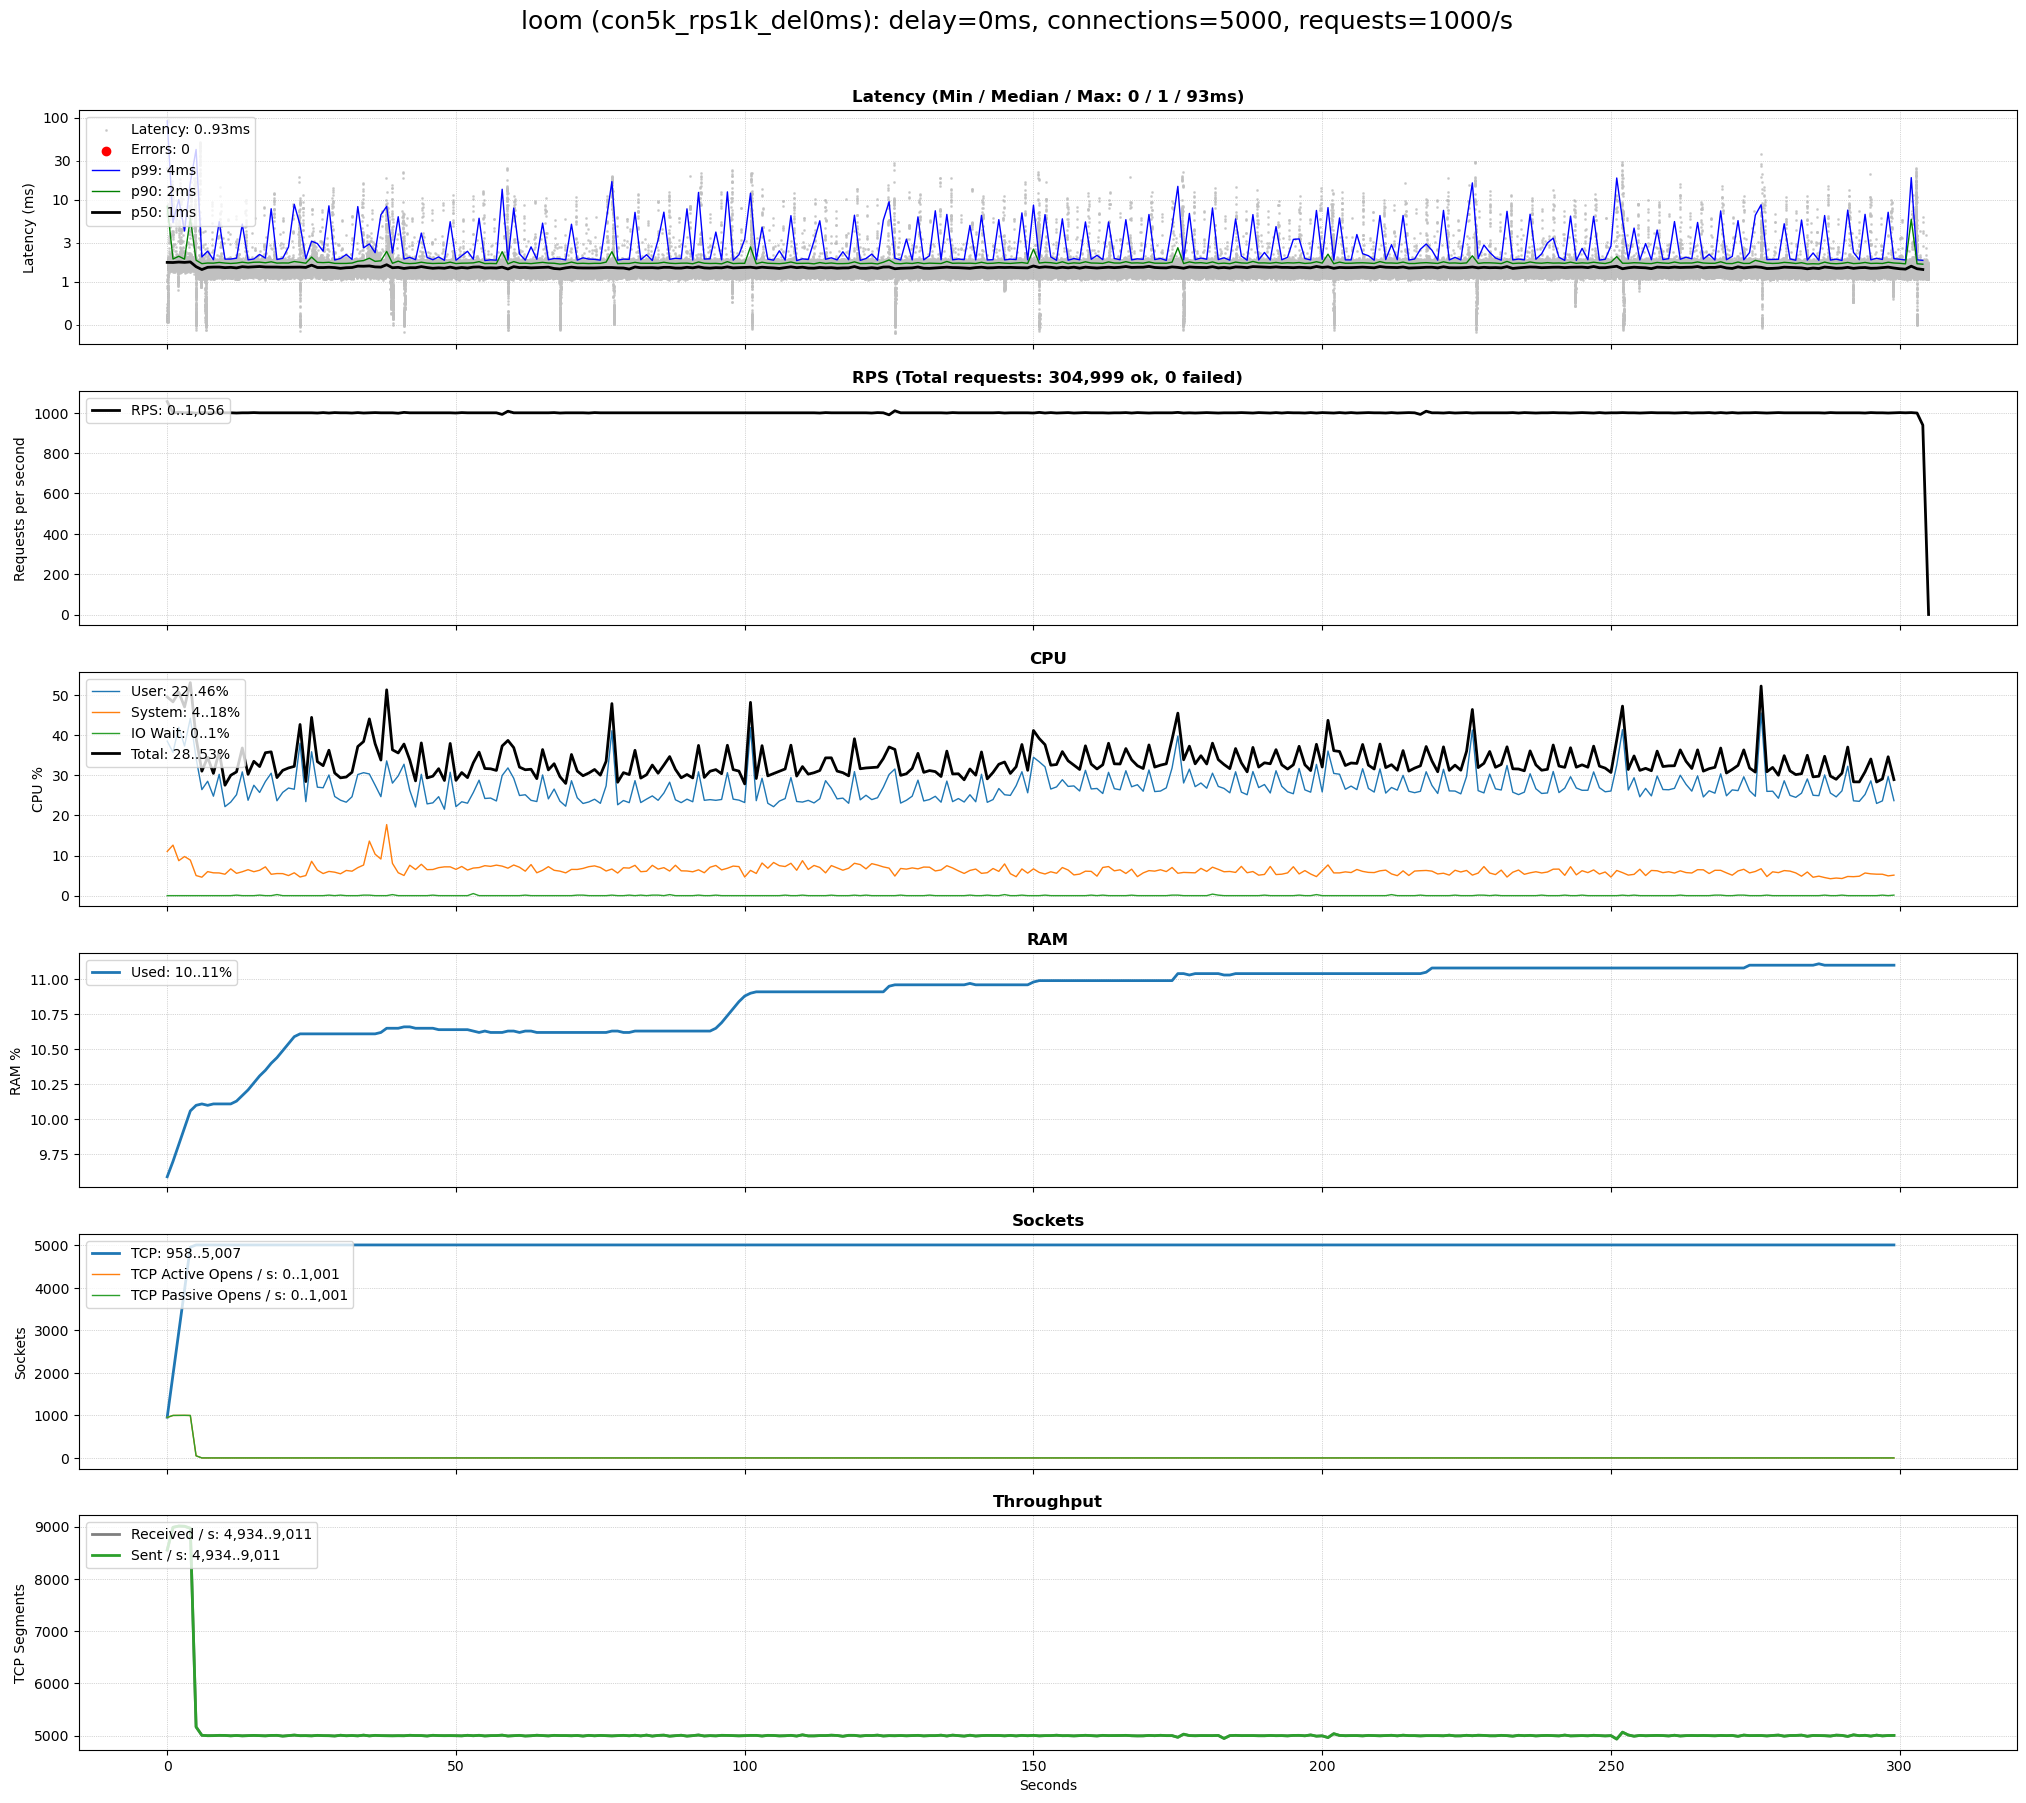 loom (con5k_rps1k_del0ms): delay=0ms, connections=5000, requests=1000/s
Latency (Min / Median / Max: 0 / 1 / 93ms)
Latency (ms)
100
30
10
3
1
0
Latency: 0..93ms
Errors: 0
p99: 4ms
p90: 2ms
p50: 1ms
RPS (Total requests: 304,999 ok, 0 failed)
Requests per second
1000
800
600
400
200
0
RPS: 0..1,056
CPU
CPU %
50
40
30
20
10
0
User: 22..46%
System: 4..18%
IO Wait: 0..1%
Total: 28..53%
RAM
RAM %
11.00
10.75
10.50
10.25
10.00
9.75
Used: 10..11%
Sockets
Sockets
5000
4000
3000
2000
1000
0
TCP: 958..5,007
TCP Active Opens / s: 0..1,001
TCP Passive Opens / s: 0..1,001
Throughput
TCP Segments
9000
8000
7000
6000
5000
Received / s: 4,934..9,011
Sent / s: 4,934..9,011
0 50 100 150 200 250 300
Seconds